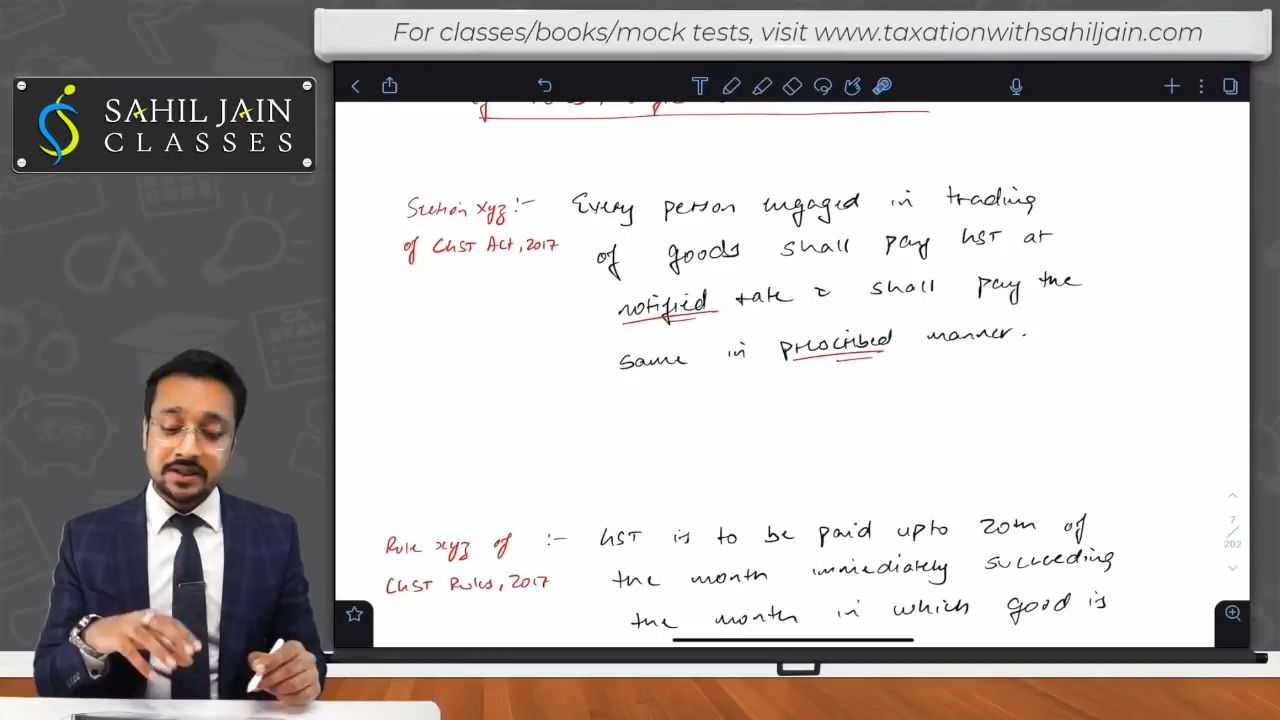 For classes/books/mock tests, visit www.taxationwithsahiljain.com
SAHIL JAIN
CLASSES
Section xyz :- Every person engaged in trading
of CGST Act, 2017 of goods shall pay GST at
notified rate & shall pay the
same in prescribed manner.
Rule xyz of :- GST is to be paid upto 20th of
CGST Rules, 2017 the month immediately succeeding
the month in which good is
7
202